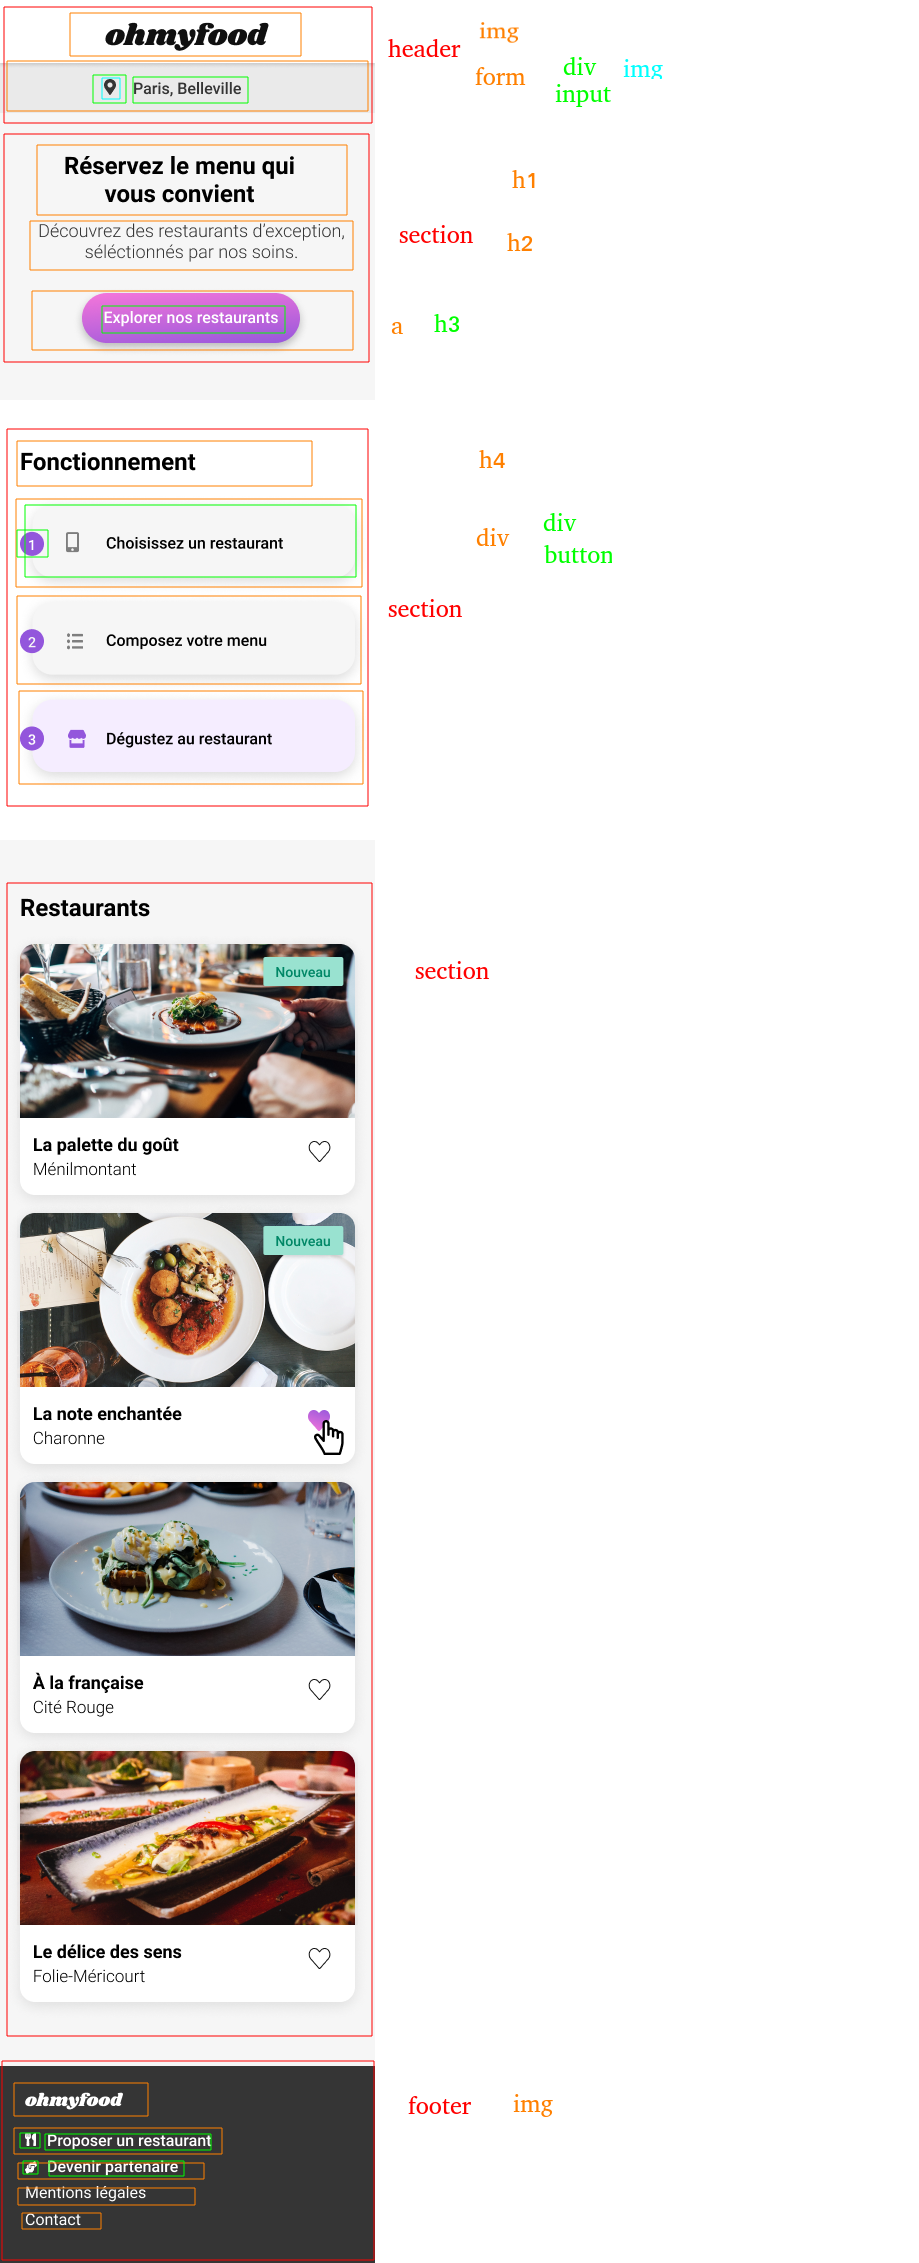 ohmyfood
img
header
form
div
img
input
Paris, Belleville
Réservez le menu qui
vous convient
h1
Découvrez des restaurants d'exception,
séléctionnés par nos soins.
section
h2
Explorer nos restaurants
a
h3
Fonctionnement
h4
1
Choisissez un restaurant
div
div
button
section
2
Composez votre menu
3
Dégustez au restaurant
Restaurants
section
Nouveau
La palette du goût
Ménilmontant
Nouveau
La note enchantée
Charonne
À la française
Cité Rouge
Le délice des sens
Folie-Méricourt
ohmyfood
footer
img
Proposer un restaurant
Devenir partenaire
Mentions légales
Contact